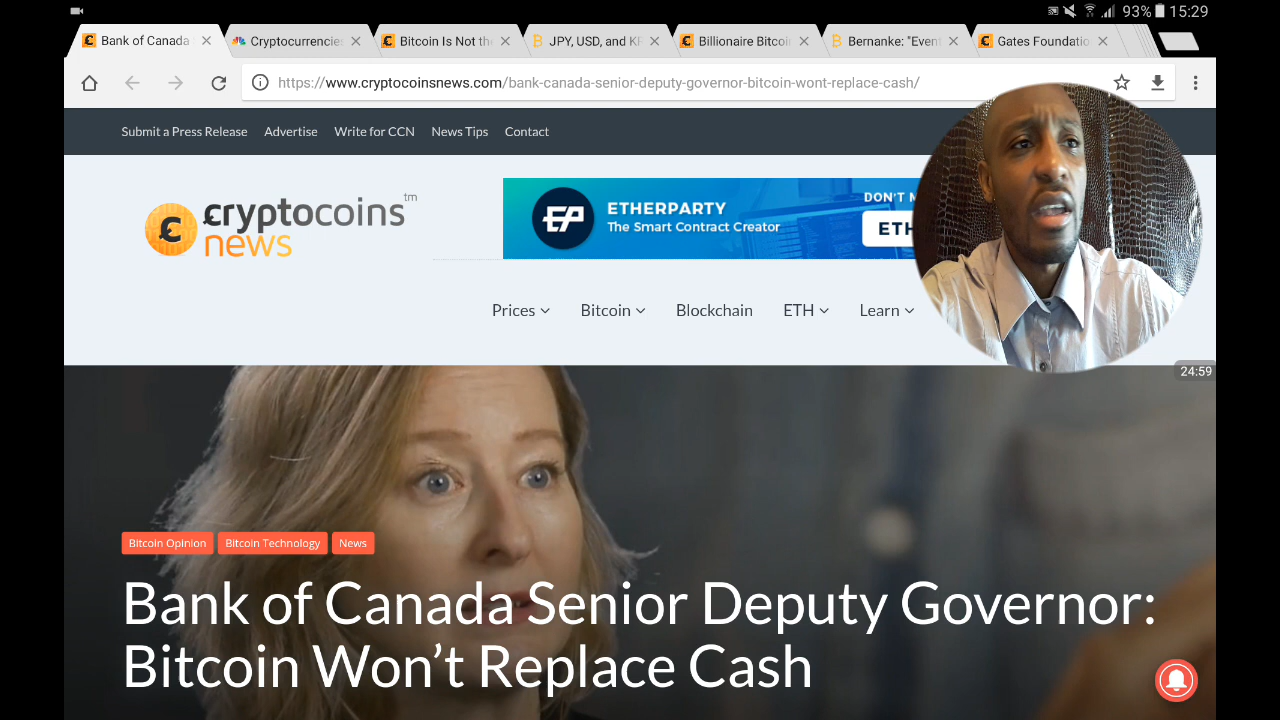 93% 15:29
Bank of Canada
Cryptocurrencies
Bitcoin Is Not the
JPY, USD, and K
Billionaire Bitcoi
Bernanke: "Event
Gates Foundatio
https://www.cryptocoinsnews.com/bank-canada-senior-deputy-governor-bitcoin-wont-replace-cash/
Submit a Press Release Advertise Write for CCN News Tips Contact
cryptocoins™
news
EP ETHERPARTY
The Smart Contract Creator
DON'T M
ETH
Prices Bitcoin Blockchain ETH Learn
24:59
Bitcoin Opinion Bitcoin Technology News
Bank of Canada Senior Deputy Governor:
Bitcoin Won't Replace Cash